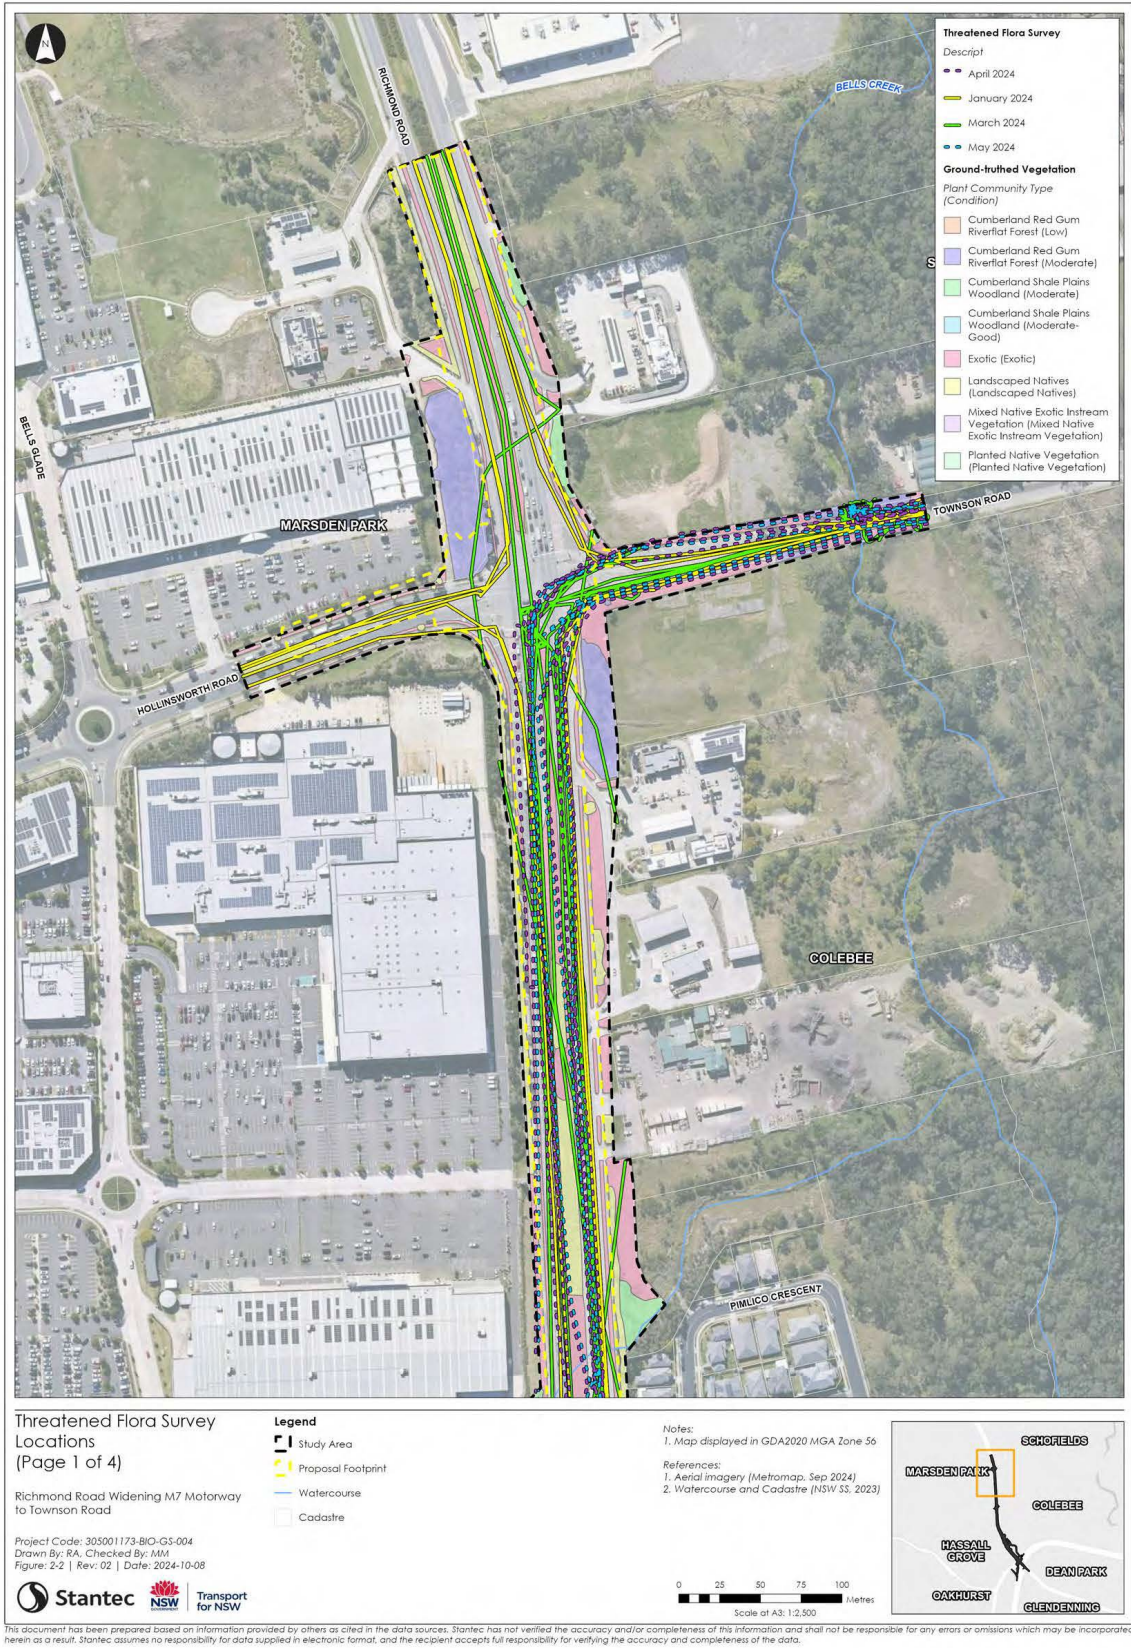 N
RICHMOND ROAD
BELLS CREEK
Threatened Flora Survey
Descript
April 2024
January 2024
March 2024
May 2024
Ground-truthed Vegetation
Plant Community Type
(Condition)
Cumberland Red Gum
Riverflat Forest (Low)
Cumberland Red Gum
Riverflat Forest (Moderate)
Cumberland Shale Plains
Woodland (Moderate)
Cumberland Shale Plains
Woodland (Moderate-
Good)
Exotic (Exotic)
Landscaped Natives
(Landscaped Natives)
Mixed Native Exotic Instream
Vegetation (Mixed Native
Exotic Instream Vegetation)
Planted Native Vegetation
(Planted Native Vegetation)
S
BELLS GLADE
MARSDEN PARK
TOWNSON ROAD
HOLLINSWORTH ROAD
COLEBEE
PIMLICO CRESCENT
Threatened Flora Survey
Locations
(Page 1 of 4)
Richmond Road Widening M7 Motorway
to Townson Road
Project Code: 305001173-BIO-GS-004
Drawn By: RA, Checked By: MM
Figure: 2-2 | Rev: 02 | Date: 2024-10-08
Stantec
NSW
GOVERNMENT
Transport
for NSW
Legend
Study Area
Proposal Footprint
Watercourse
Cadastre
Notes:
1. Map displayed in GDA2020 MGA Zone 56
References:
1. Aerial imagery (Metromap, Sep 2024)
2. Watercourse and Cadastre (NSW SS, 2023)
0 25 50 75 100
Metres
Scale at A3: 1:2,500
SCHOFIELDS
MARSDEN PARK
COLEBEE
HASSALL
GROVE
DEAN PARK
OAKHURST
GLENDENNING
This document has been prepared based on information provided by others as cited in the data sources. Stantec has not verified the accuracy and/or completeness of this information and shall not be responsible for any errors or omissions which may be incorporated
herein as a result. Stantec assumes no responsibility for data supplied in electronic format, and the recipient accepts full responsibility for verifying the accuracy and completeness of the data.